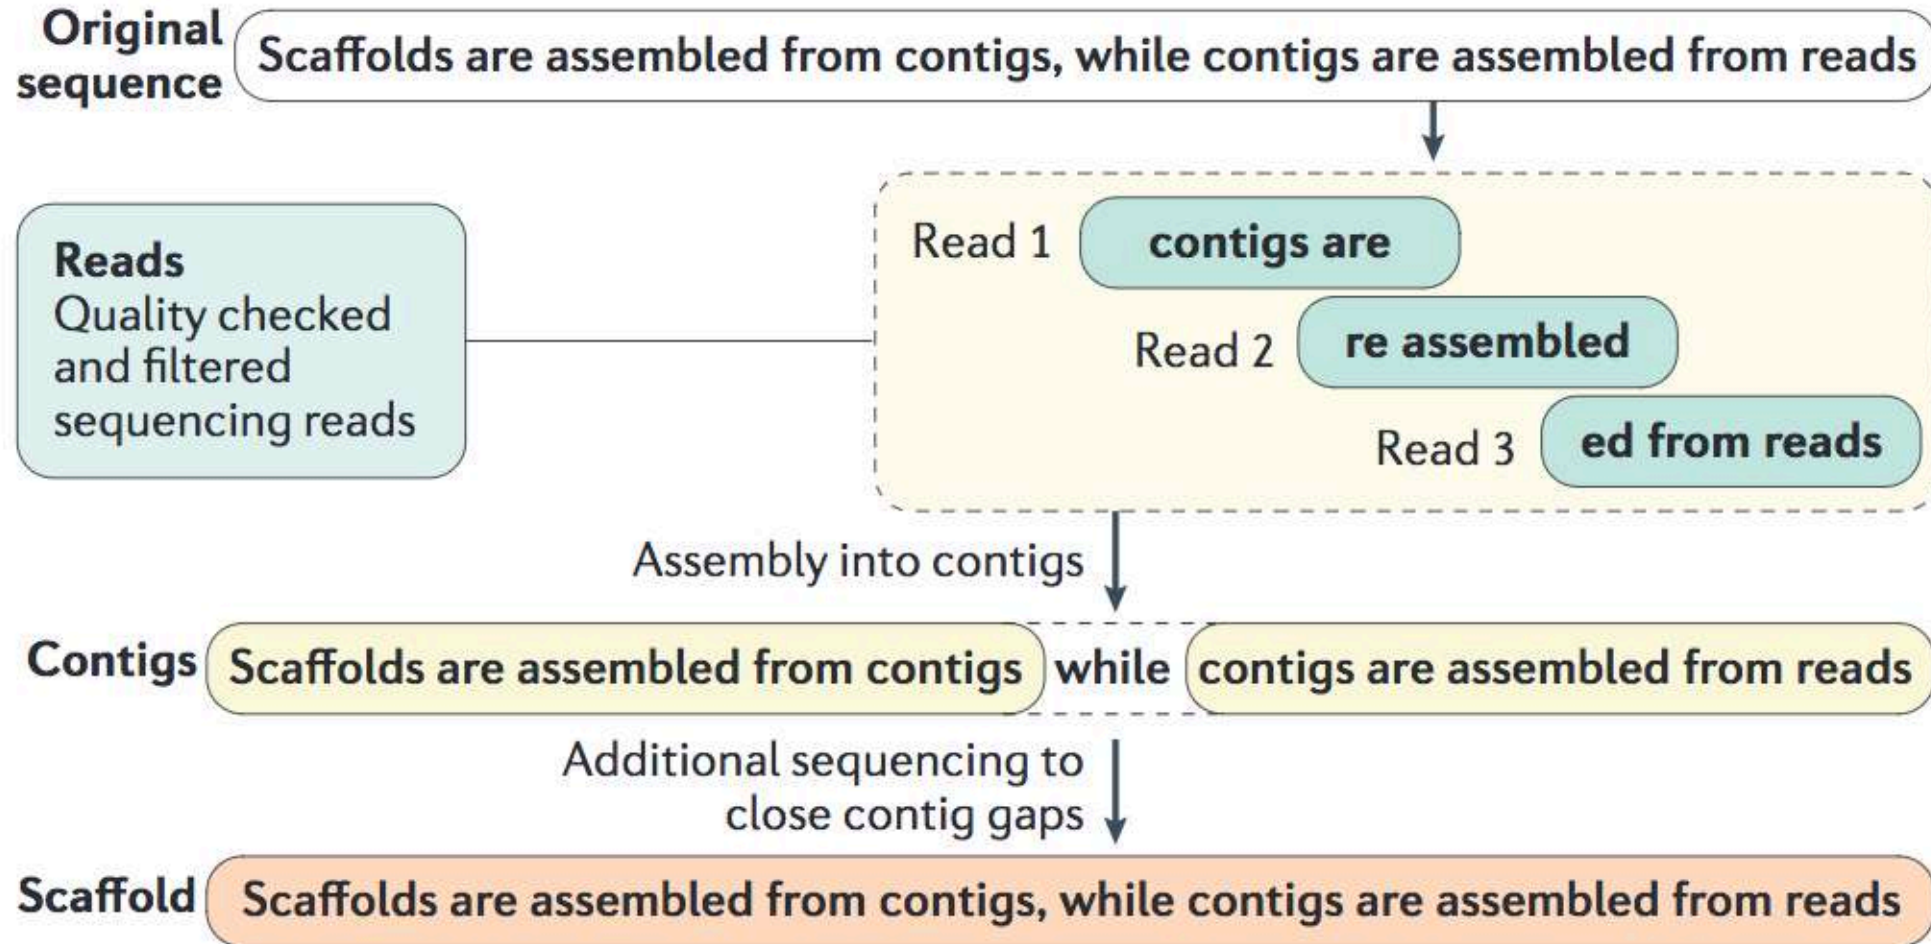 Original
sequence
Scaffolds are assembled from contigs, while contigs are assembled from reads
Reads
Quality checked
and filtered
sequencing reads
Read 1 contigs are
Read 2 re assembled
Read 3 ed from reads
Assembly into contigs
Contigs Scaffolds are assembled from contigs while contigs are assembled from reads
Additional sequencing to
close contig gaps
Scaffold Scaffolds are assembled from contigs, while contigs are assembled from reads